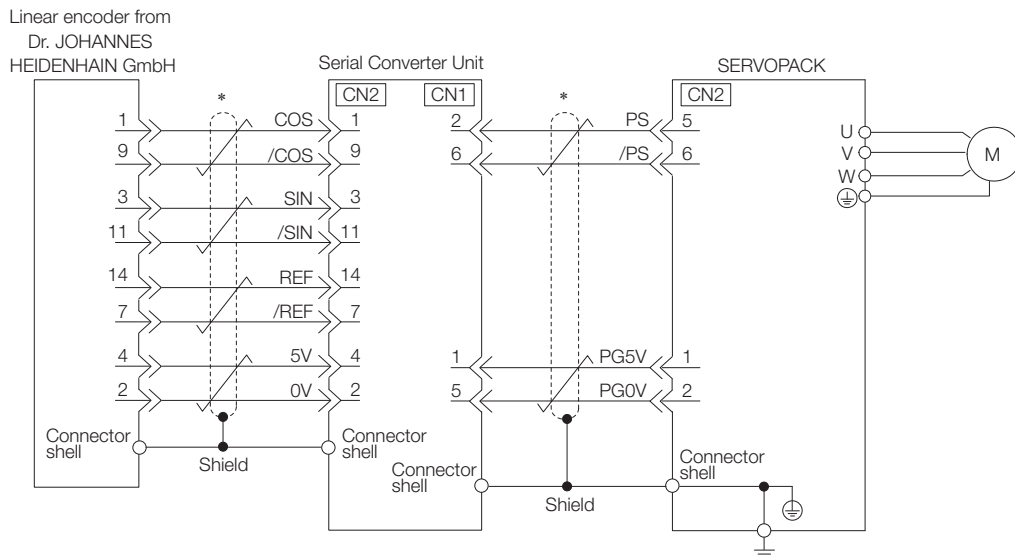 Linear encoder from
Dr. JOHANNES
HEIDENHAIN GmbH
Serial Converter Unit
SERVOPACK
CN2
CN1
CN2
*
*
1 COS 1
9 /COS 9
3 SIN 3
11 /SIN 11
14 REF 14
7 /REF 7
4 5V 4
2 0V 2
Connector
shell
Shield
Connector
shell
2 PS 5
6 /PS 6
1 PG5V 1
5 PG0V 2
Connector
shell
Shield
Connector
shell
U
V
W
M